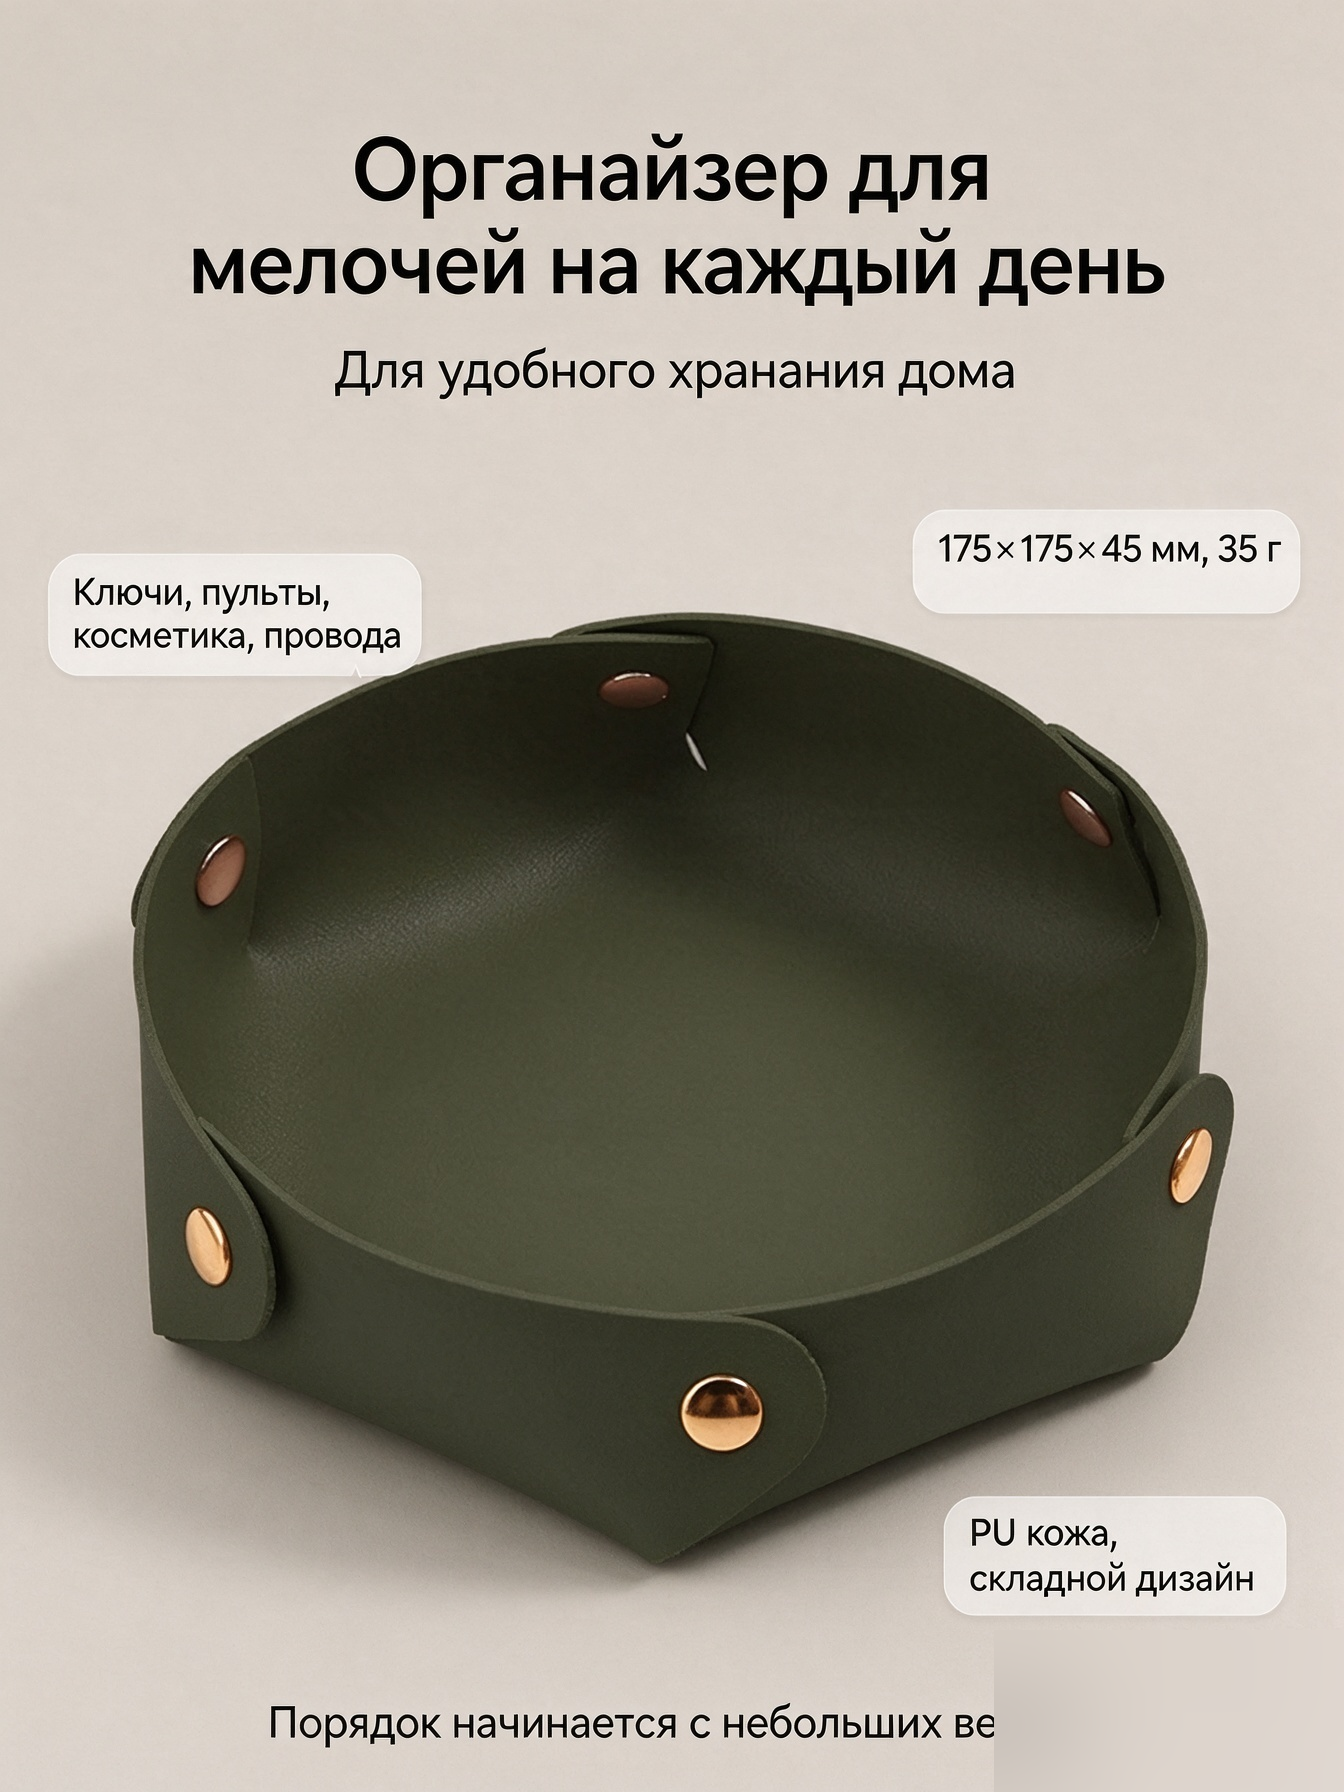 Органайзер для
мелочей на каждый день
Для удобного хранания дома
175×175×45 мм, 35 г
Ключи, пульты,
косметика, провода
PU кожа,
складной дизайн
Порядок начинается с небольших